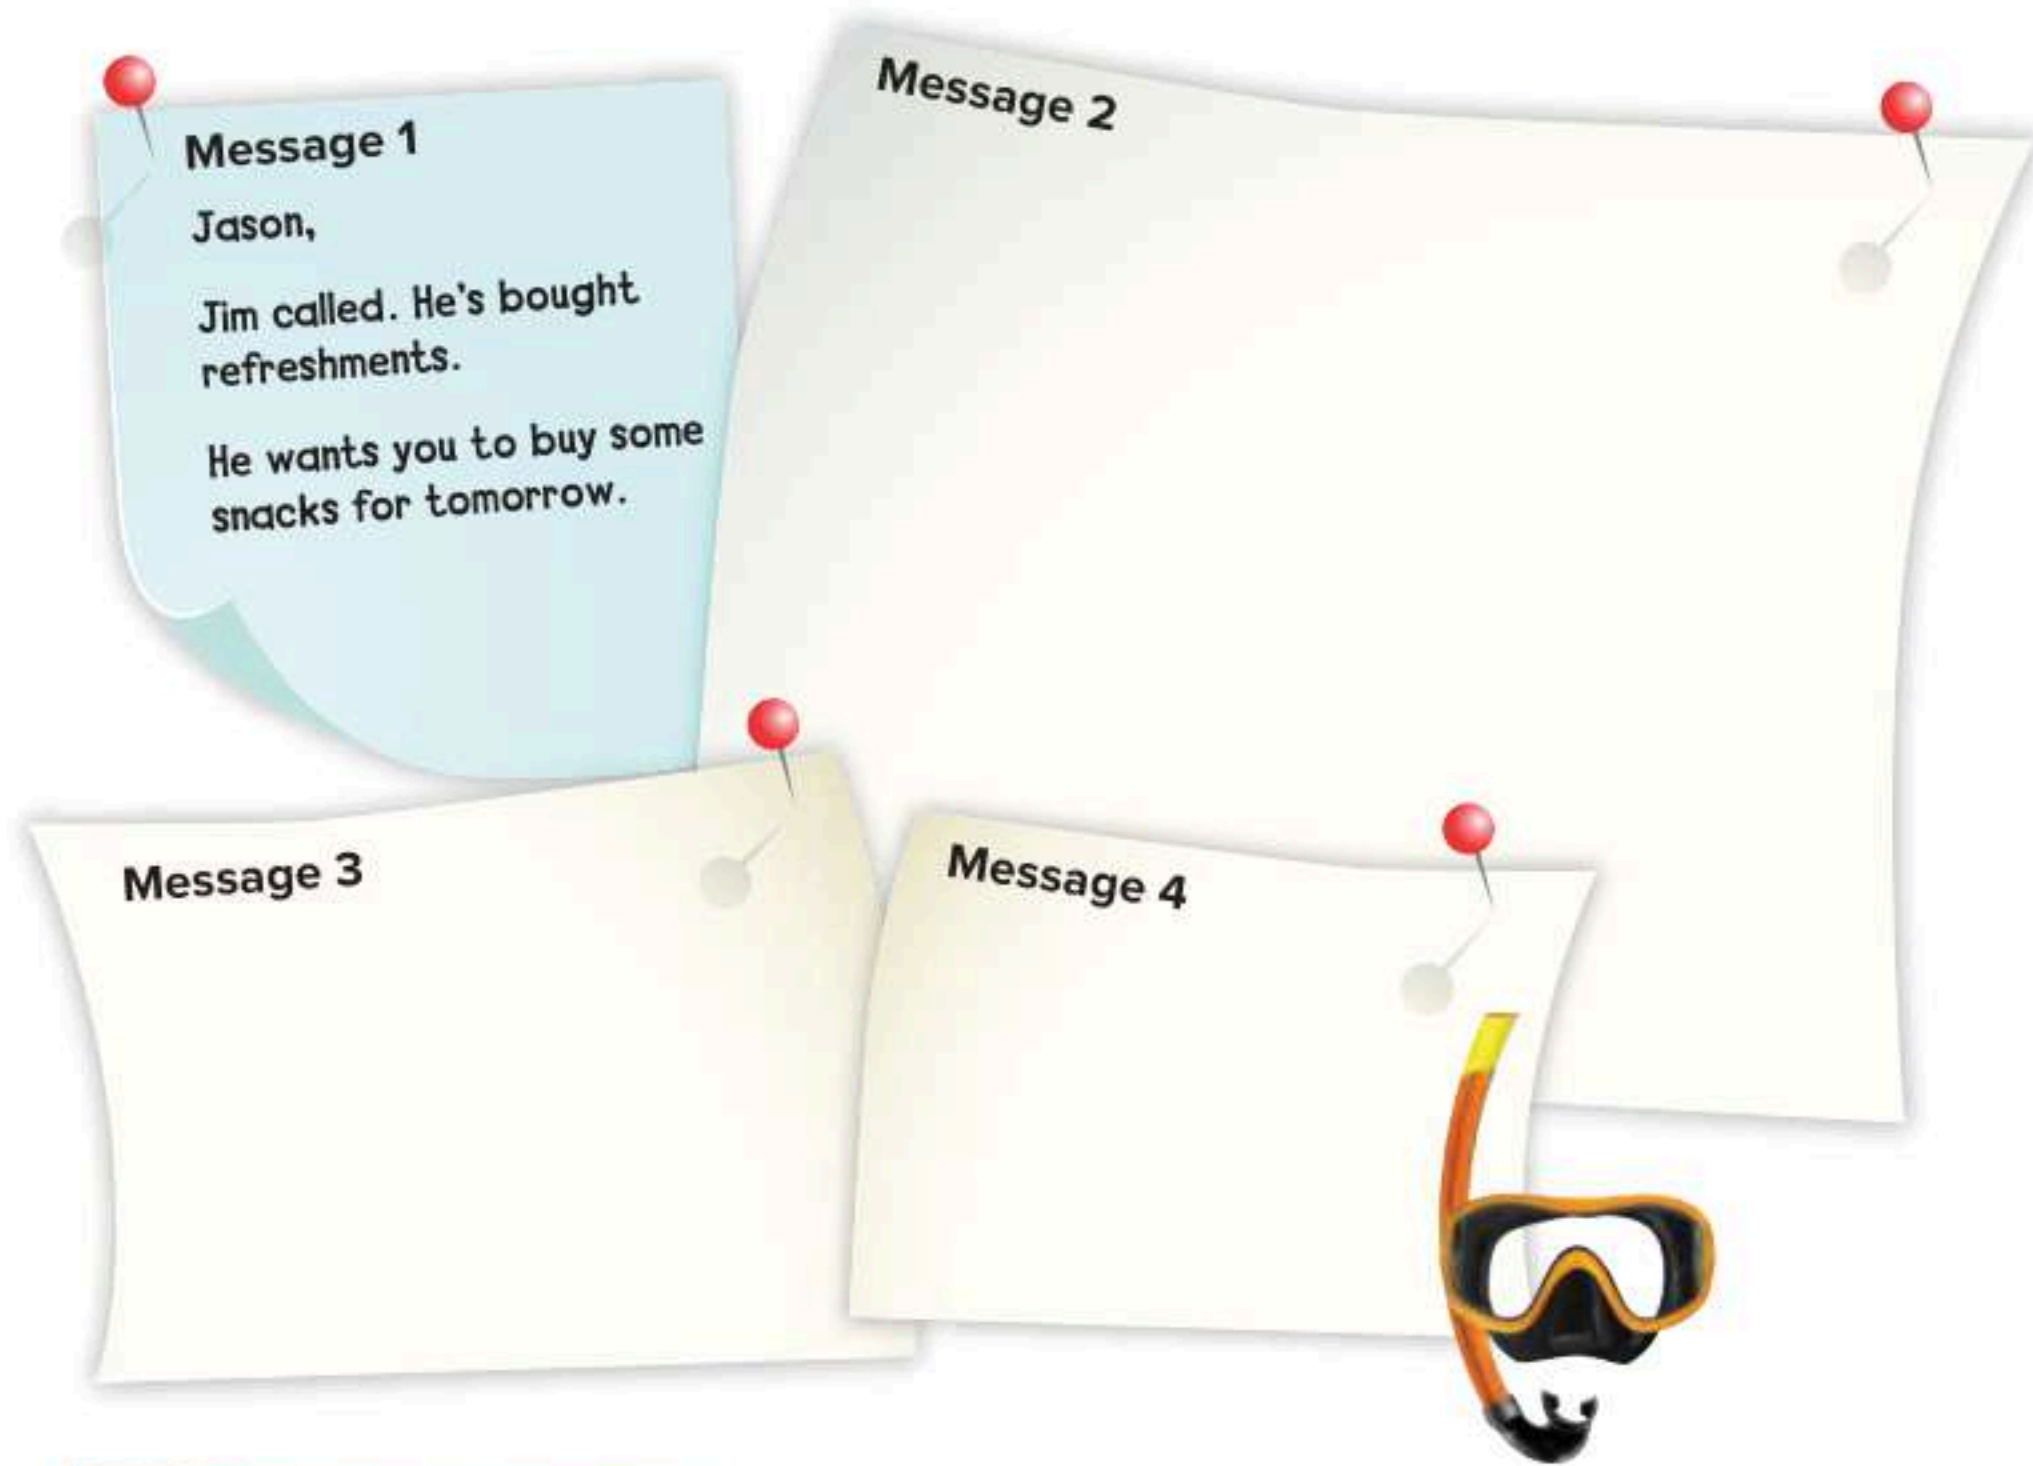 Message 1
Jason,
Jim called. He's bought
refreshments.
He wants you to buy some
snacks for tomorrow.
Message 2
Message 3
Message 4